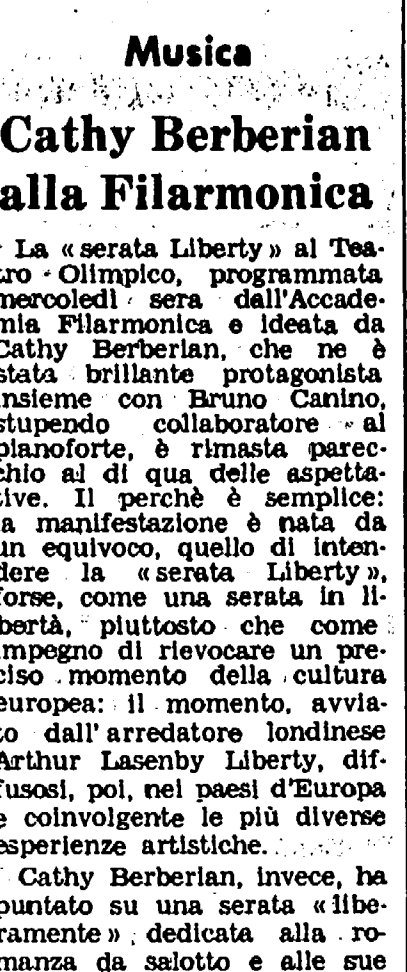 Musica
Cathy Berberian
alla Filarmonica
La « serata Liberty » al Tea-
tro Olimpico, programmata
mercoledì sera dall'Accade-
mia Filarmonica e ideata da
Cathy Berberian, che ne è
stata brillante protagonista
insieme con Bruno Canino,
stupendo collaboratore al
pianoforte, è rimasta parec-
chio al di qua delle aspetta-
tive. Il perchè è semplice:
la manifestazione è nata da
un equivoco, quello di inten-
dere la « serata Liberty »,
forse, come una serata in li-
bertà, piuttosto che come
impegno di rievocare un pre-
ciso momento della cultura
europea: il momento, avvia-
to dall'arredatore londinese
Arthur Lasenby Liberty, dif-
fusosi, poi, nei paesi d'Europa
e coinvolgente le più diverse
esperienze artistiche.
Cathy Berberian, invece, ha
puntato su una serata « libe-
ramente » dedicata alla ro-
manza da salotto e alle sue